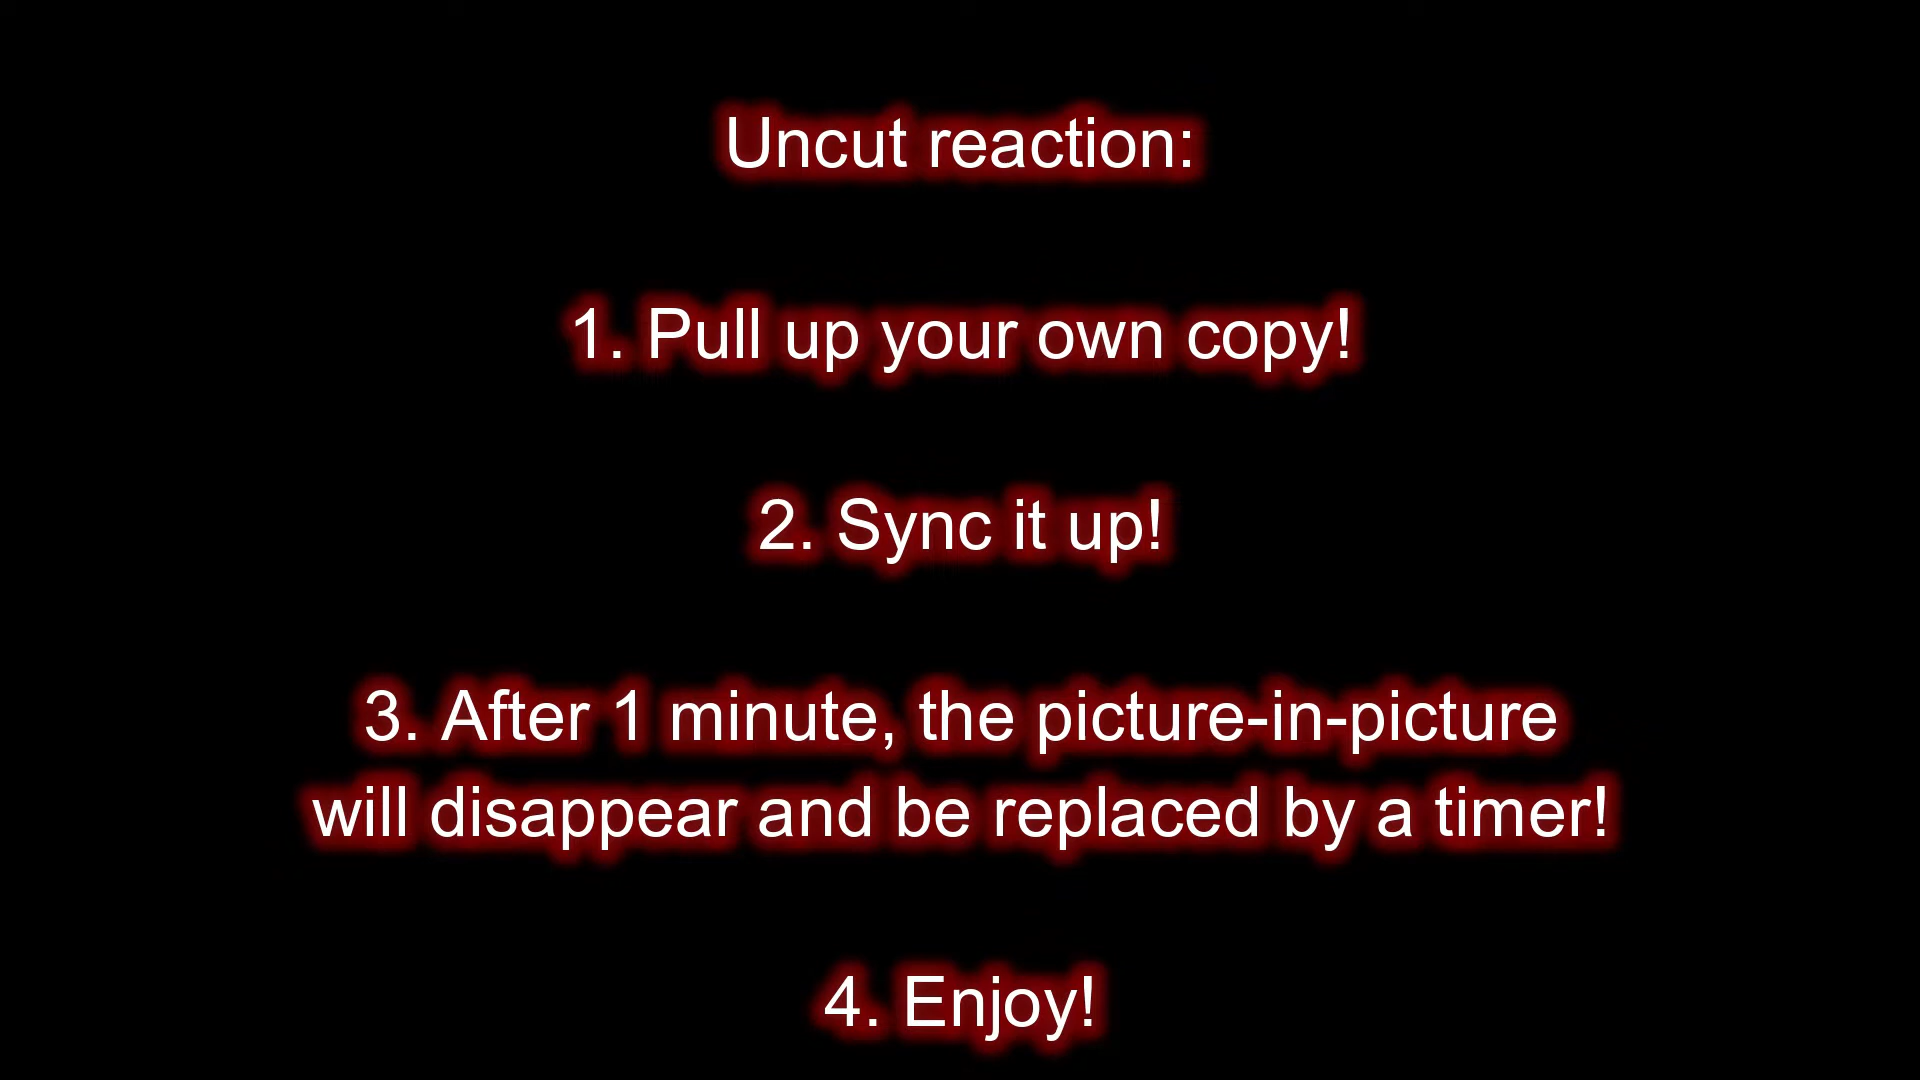 Uncut reaction:
1. Pull up your own copy!
2. Sync it up!
3. After 1 minute, the picture-in-picture
will disappear and be replaced by a timer!
4. Enjoy!